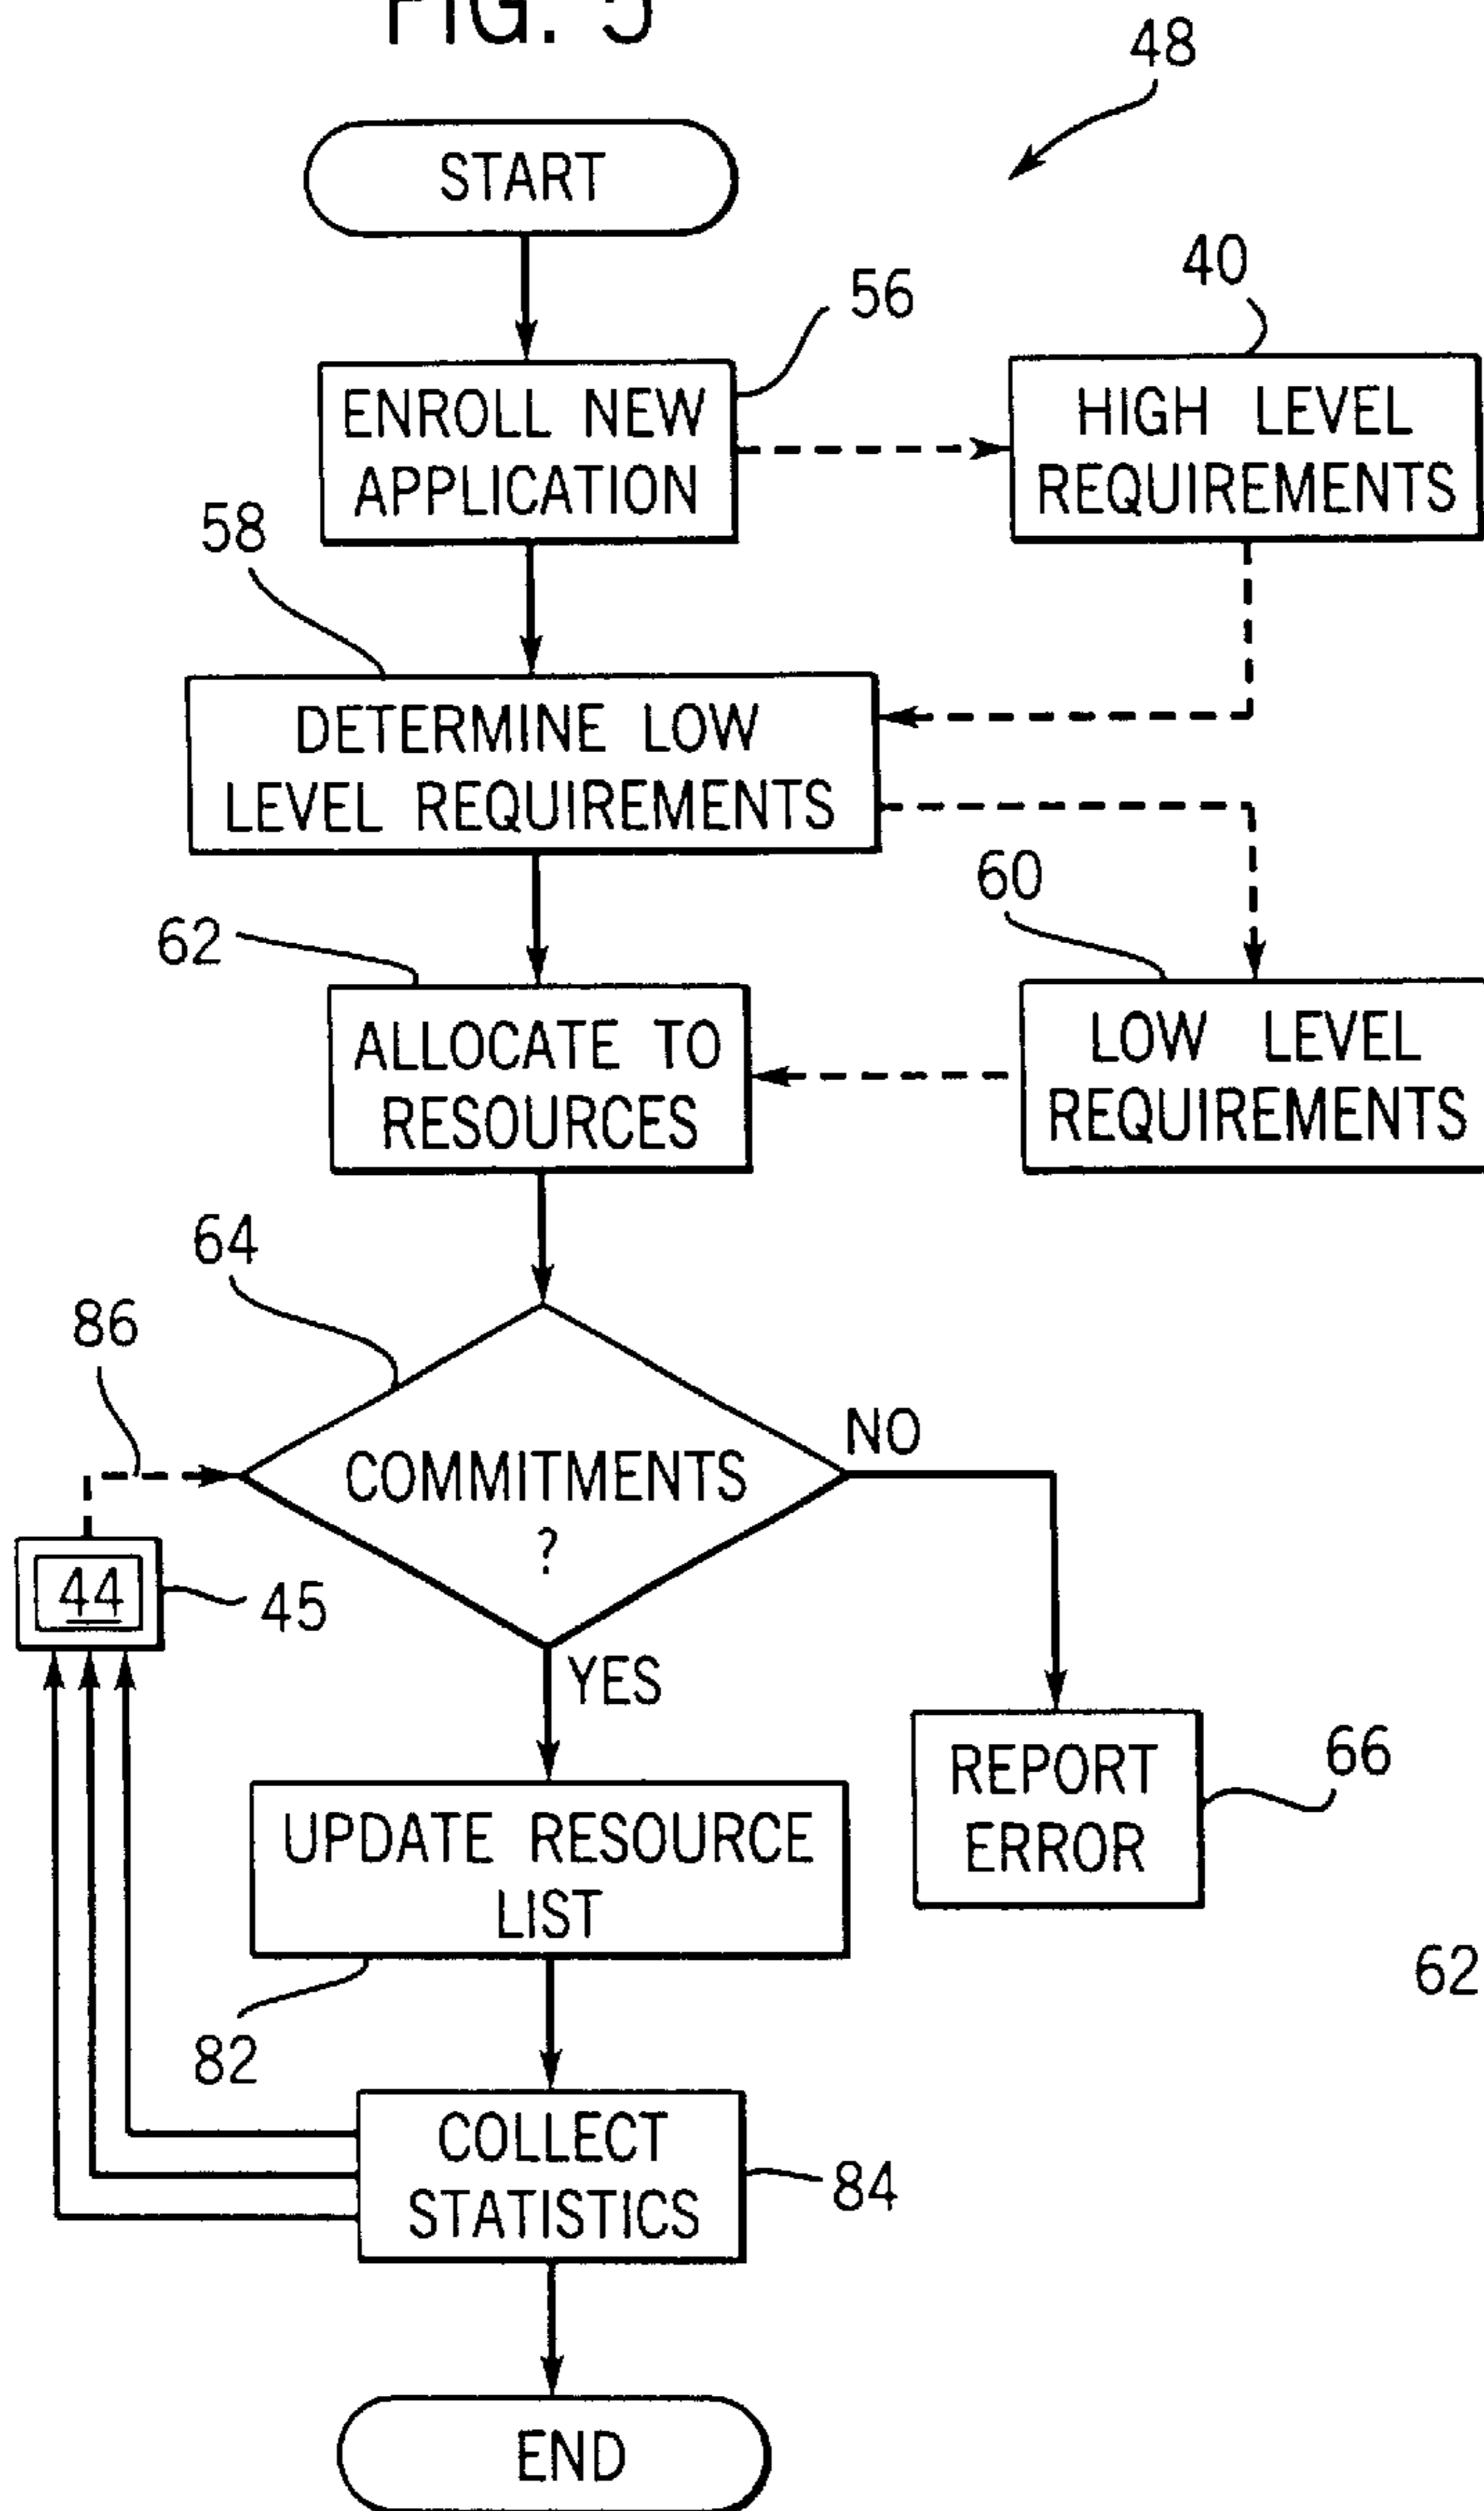 FIG. 5
48
START
56
40
ENROLL NEW
APPLICATION
HIGH LEVEL
REQUIREMENTS
58
DETERMINE LOW
LEVEL REQUIREMENTS
60
62
ALLOCATE TO
RESOURCES
LOW LEVEL
REQUIREMENTS
64
86
NO
COMMITMENTS
?
44
45
YES
66
REPORT
ERROR
UPDATE RESOURCE
LIST
62
82
COLLECT
STATISTICS
84
END